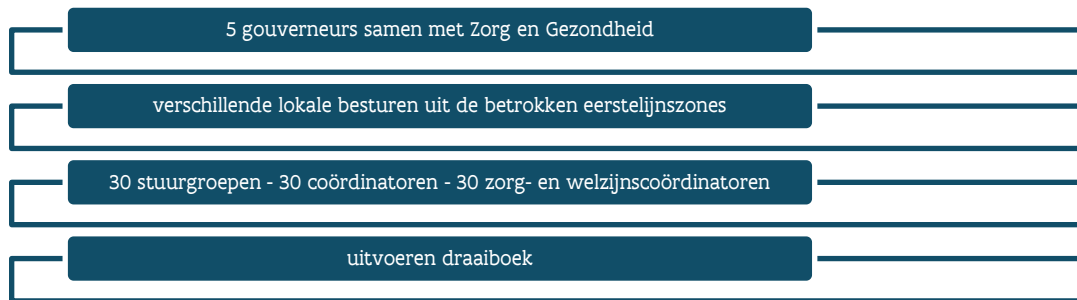 5 gouverneurs samen met Zorg en Gezondheid
verschillende lokale besturen uit de betrokken eerstelijnszones
30 stuurgroepen - 30 coördinatoren - 30 zorg- en welzijnscoördinatoren
uitvoeren draaiboek